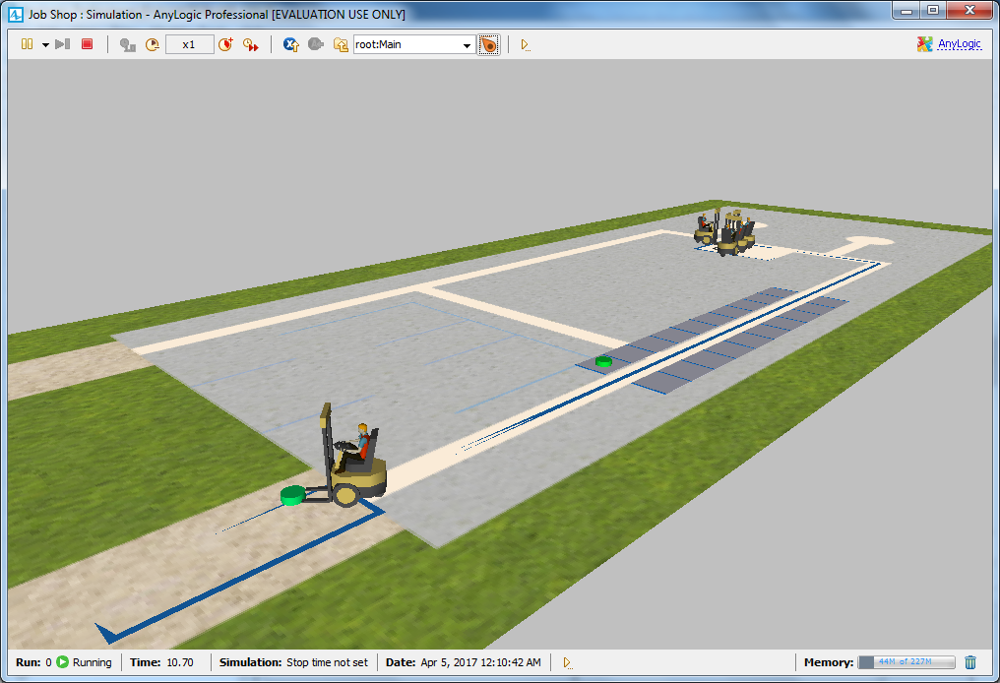 Job Shop : Simulation - AnyLogic Professional [EVALUATION USE ONLY]
x1 root:Main AnyLogic
Run: 0 Running Time: 10.70 Simulation: Stop time not set Date: Apr 5, 2017 12:10:42 AM Memory: 44M of 227M